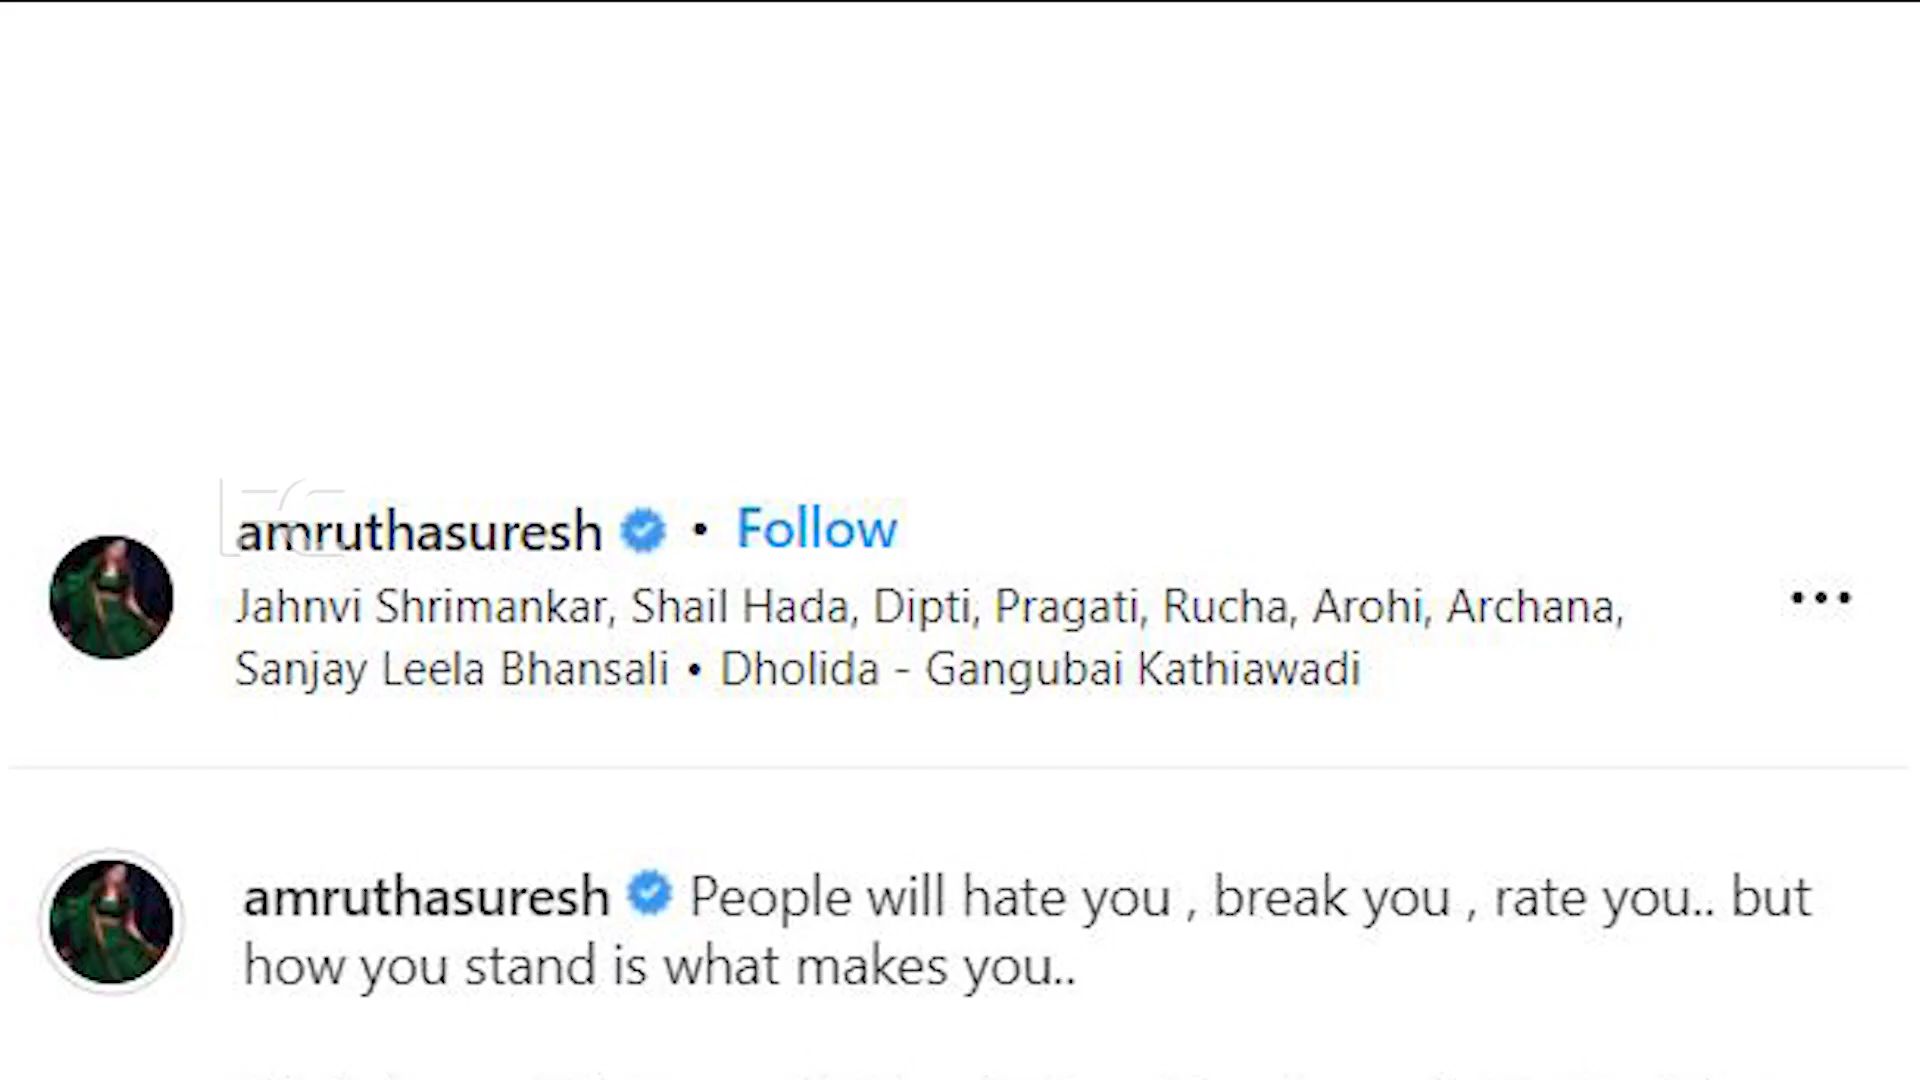 amruthasuresh • Follow
Jahnvi Shrimankar, Shail Hada, Dipti, Pragati, Rucha, Arohi, Archana,
Sanjay Leela Bhansali • Dholida - Gangubai Kathiawadi
amruthasuresh People will hate you , break you , rate you.. but
how you stand is what makes you..